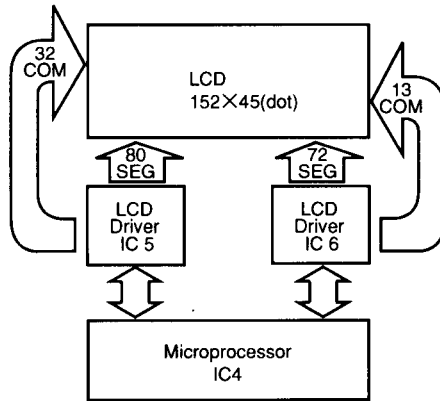 32
COM
LCD
152×45(dot)
13
COM
80
SEG
72
SEG
LCD
Driver
IC 5
LCD
Driver
IC 6
Microprocessor
IC4